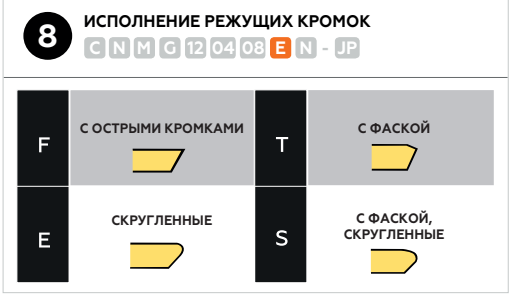 8
ИСПОЛНЕНИЕ РЕЖУЩИХ КРОМОК
C N M G 12 04 08 E N - JP
F
С ОСТРЫМИ КРОМКАМИ
T
С ФАСКОЙ
E
СКРУГЛЕННЫЕ
S
С ФАСКОЙ,
СКРУГЛЕННЫЕ